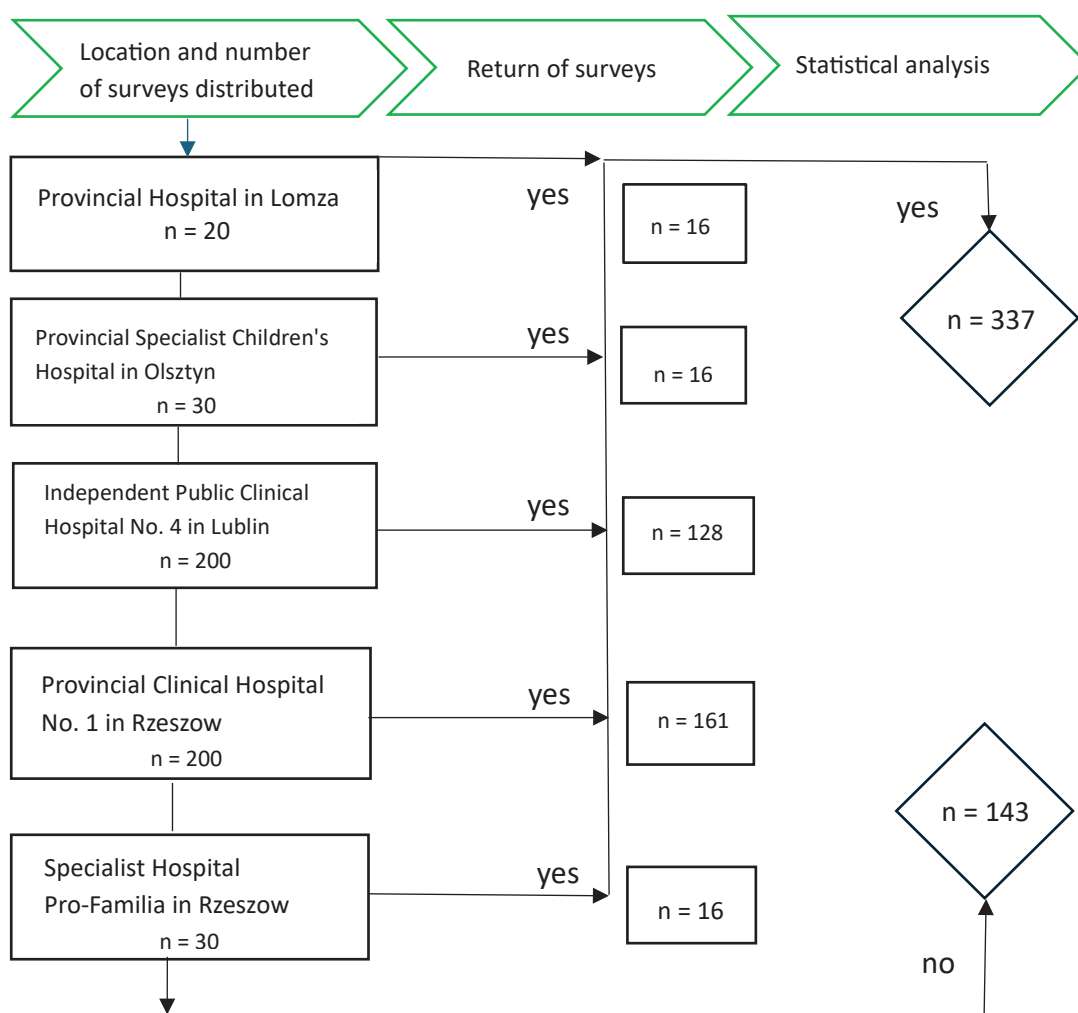 Location and number
of surveys distributed
Return of surveys
Statistical analysis
Provincial Hospital in Lomza
n = 20
yes
n = 16
yes
n = 337
Provincial Specialist Children's
Hospital in Olsztyn
n = 30
yes
n = 16
Independent Public Clinical
Hospital No. 4 in Lublin
n = 200
yes
n = 128
Provincial Clinical Hospital
No. 1 in Rzeszow
n = 200
yes
n = 161
n = 143
Specialist Hospital
Pro-Familia in Rzeszow
n = 30
yes
n = 16
no